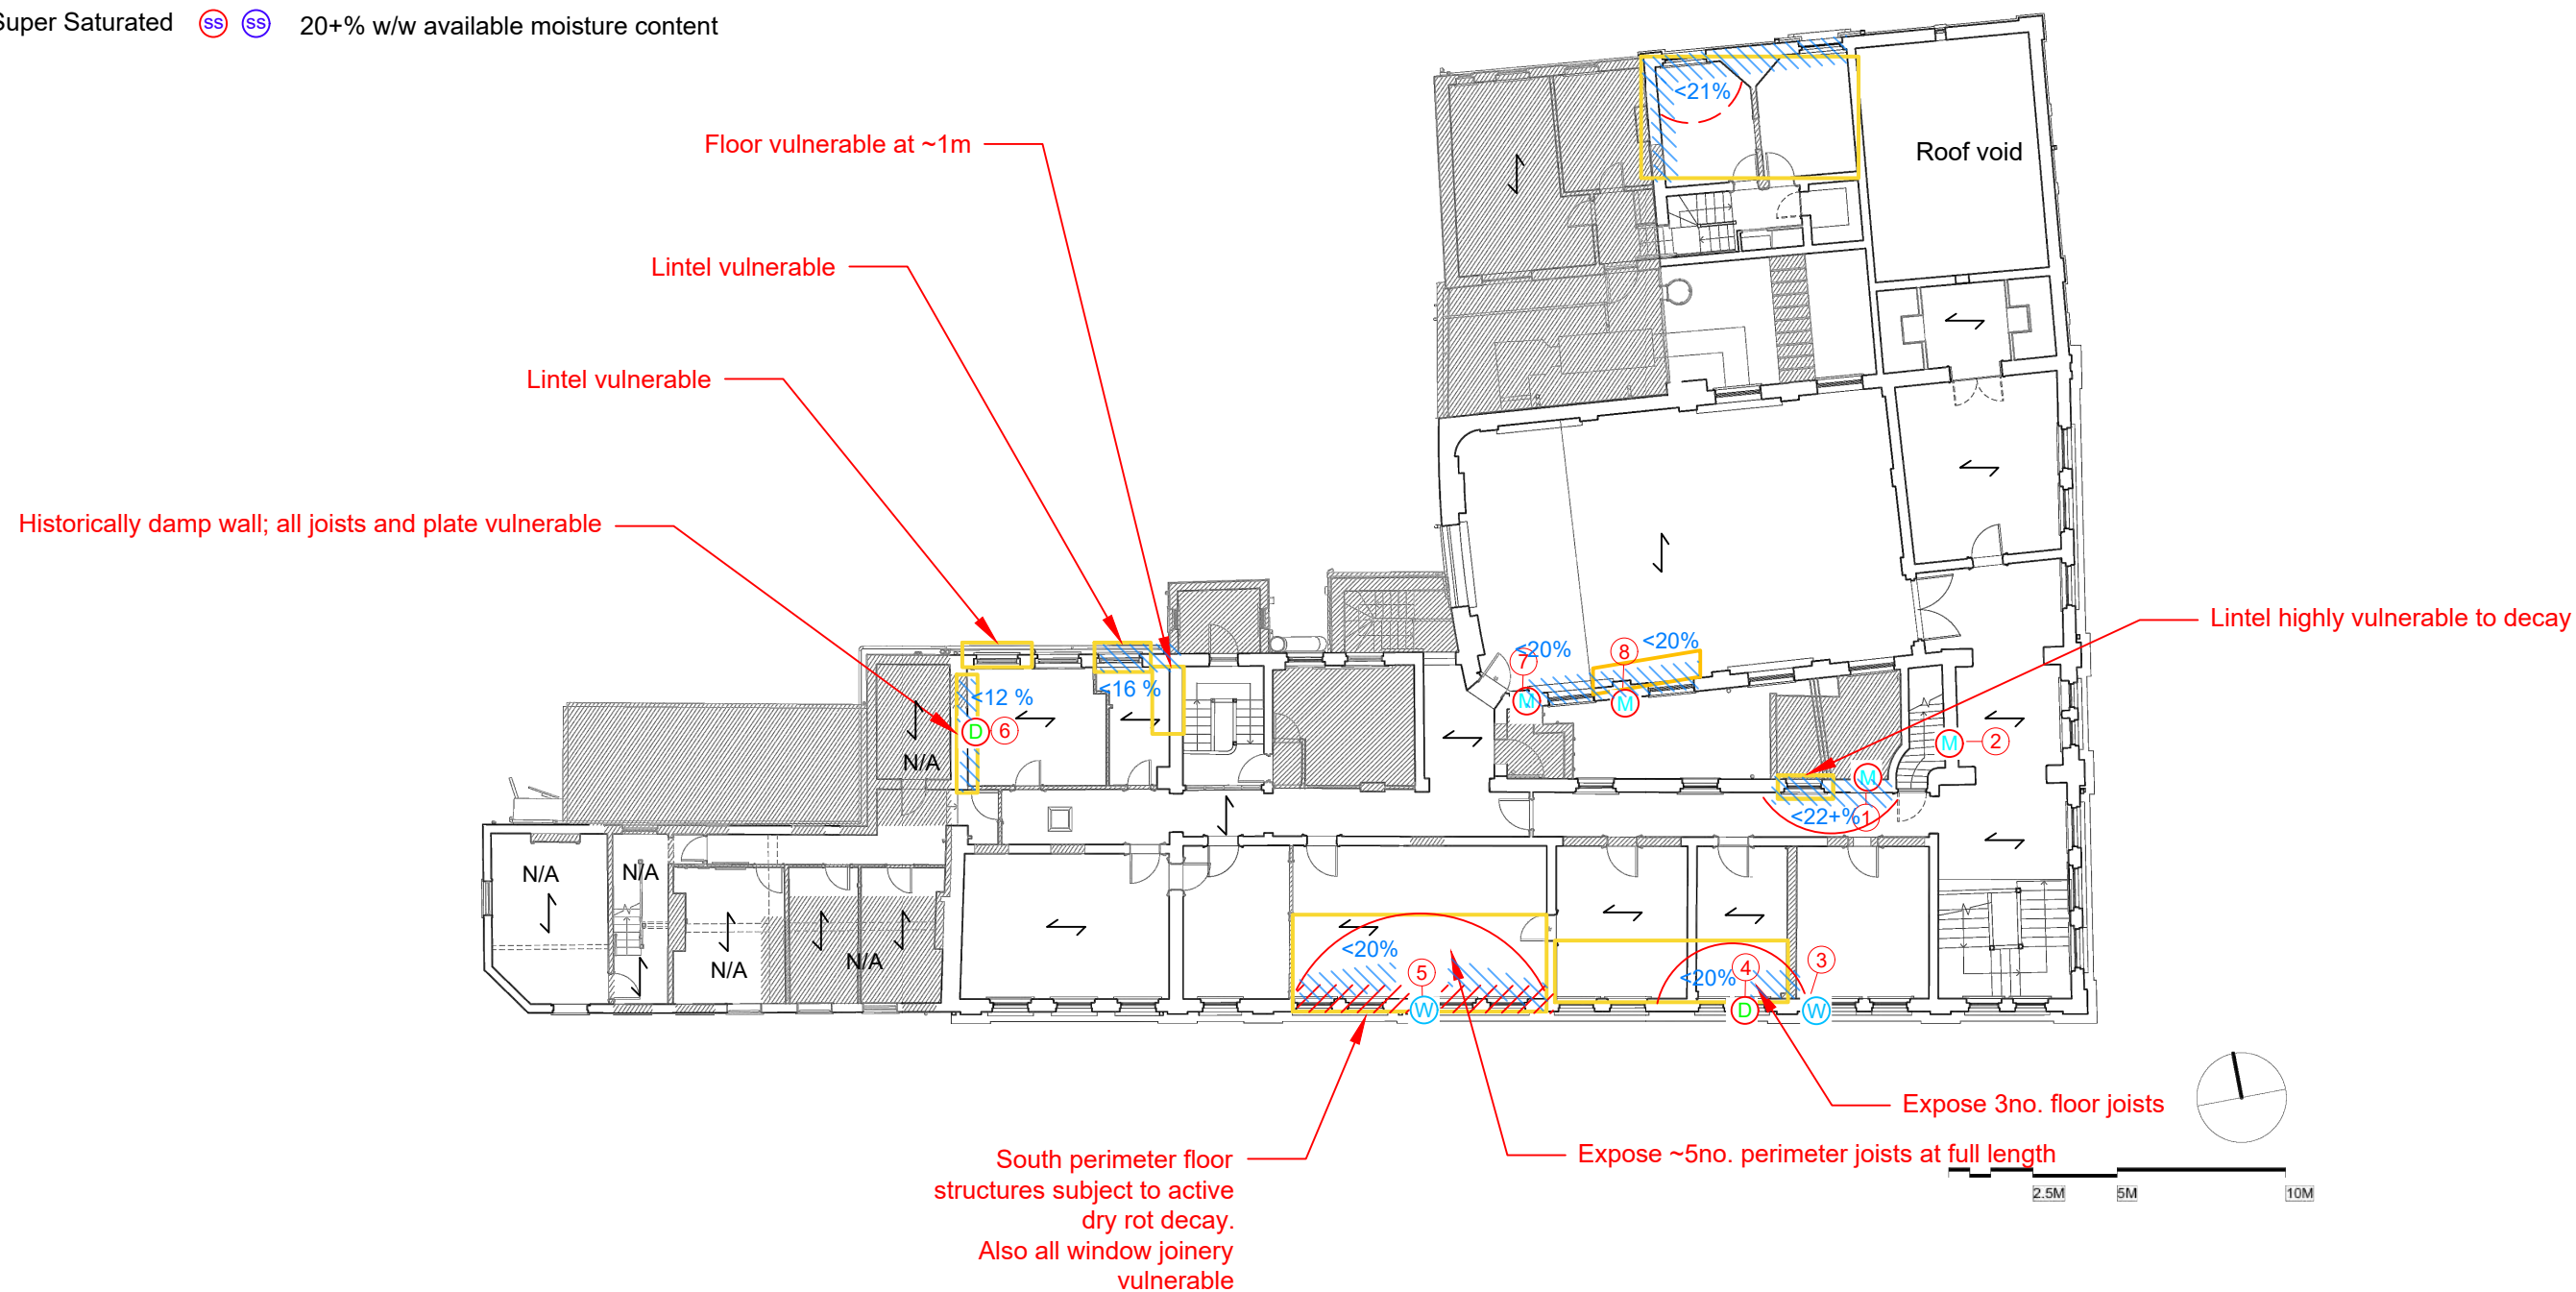 Super Saturated SS SS 20+% w/w available moisture content
<21%
Floor vulnerable at ~1m
Roof void
Lintel vulnerable
Lintel vulnerable
Historically damp wall; all joists and plate vulnerable
Lintel highly vulnerable to decay
<20%
8
<20%
7
M
M
<12 %
<16 %
D 6
N/A
M 2
M
<22+%
1
N/A
N/A
N/A
N/A
<20%
5
W
<20%
4
3
D
W
Expose 3no. floor joists
Expose ~5no. perimeter joists at full length
South perimeter floor
structures subject to active
dry rot decay.
Also all window joinery
vulnerable
2.5M
5M
10M